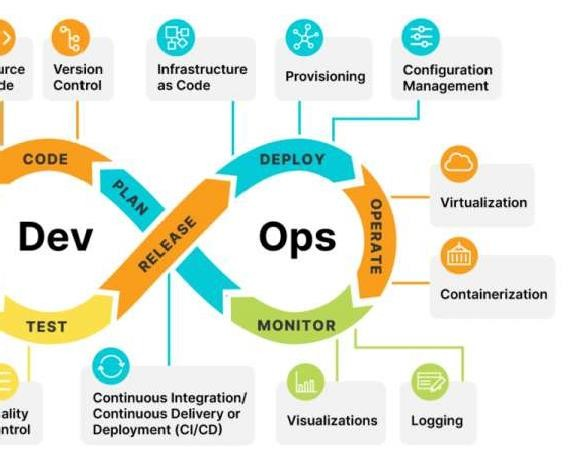 Version
Control
Infrastructure
as Code
Provisioning
Configuration
Management
CODE
PLAN
RELEASE
DEPLOY
OPERATE
MONITOR
TEST
Dev
Ops
Virtualization
Containerization
Continuous Integration/
Continuous Delivery or
Deployment (CI/CD)
Visualizations
Logging